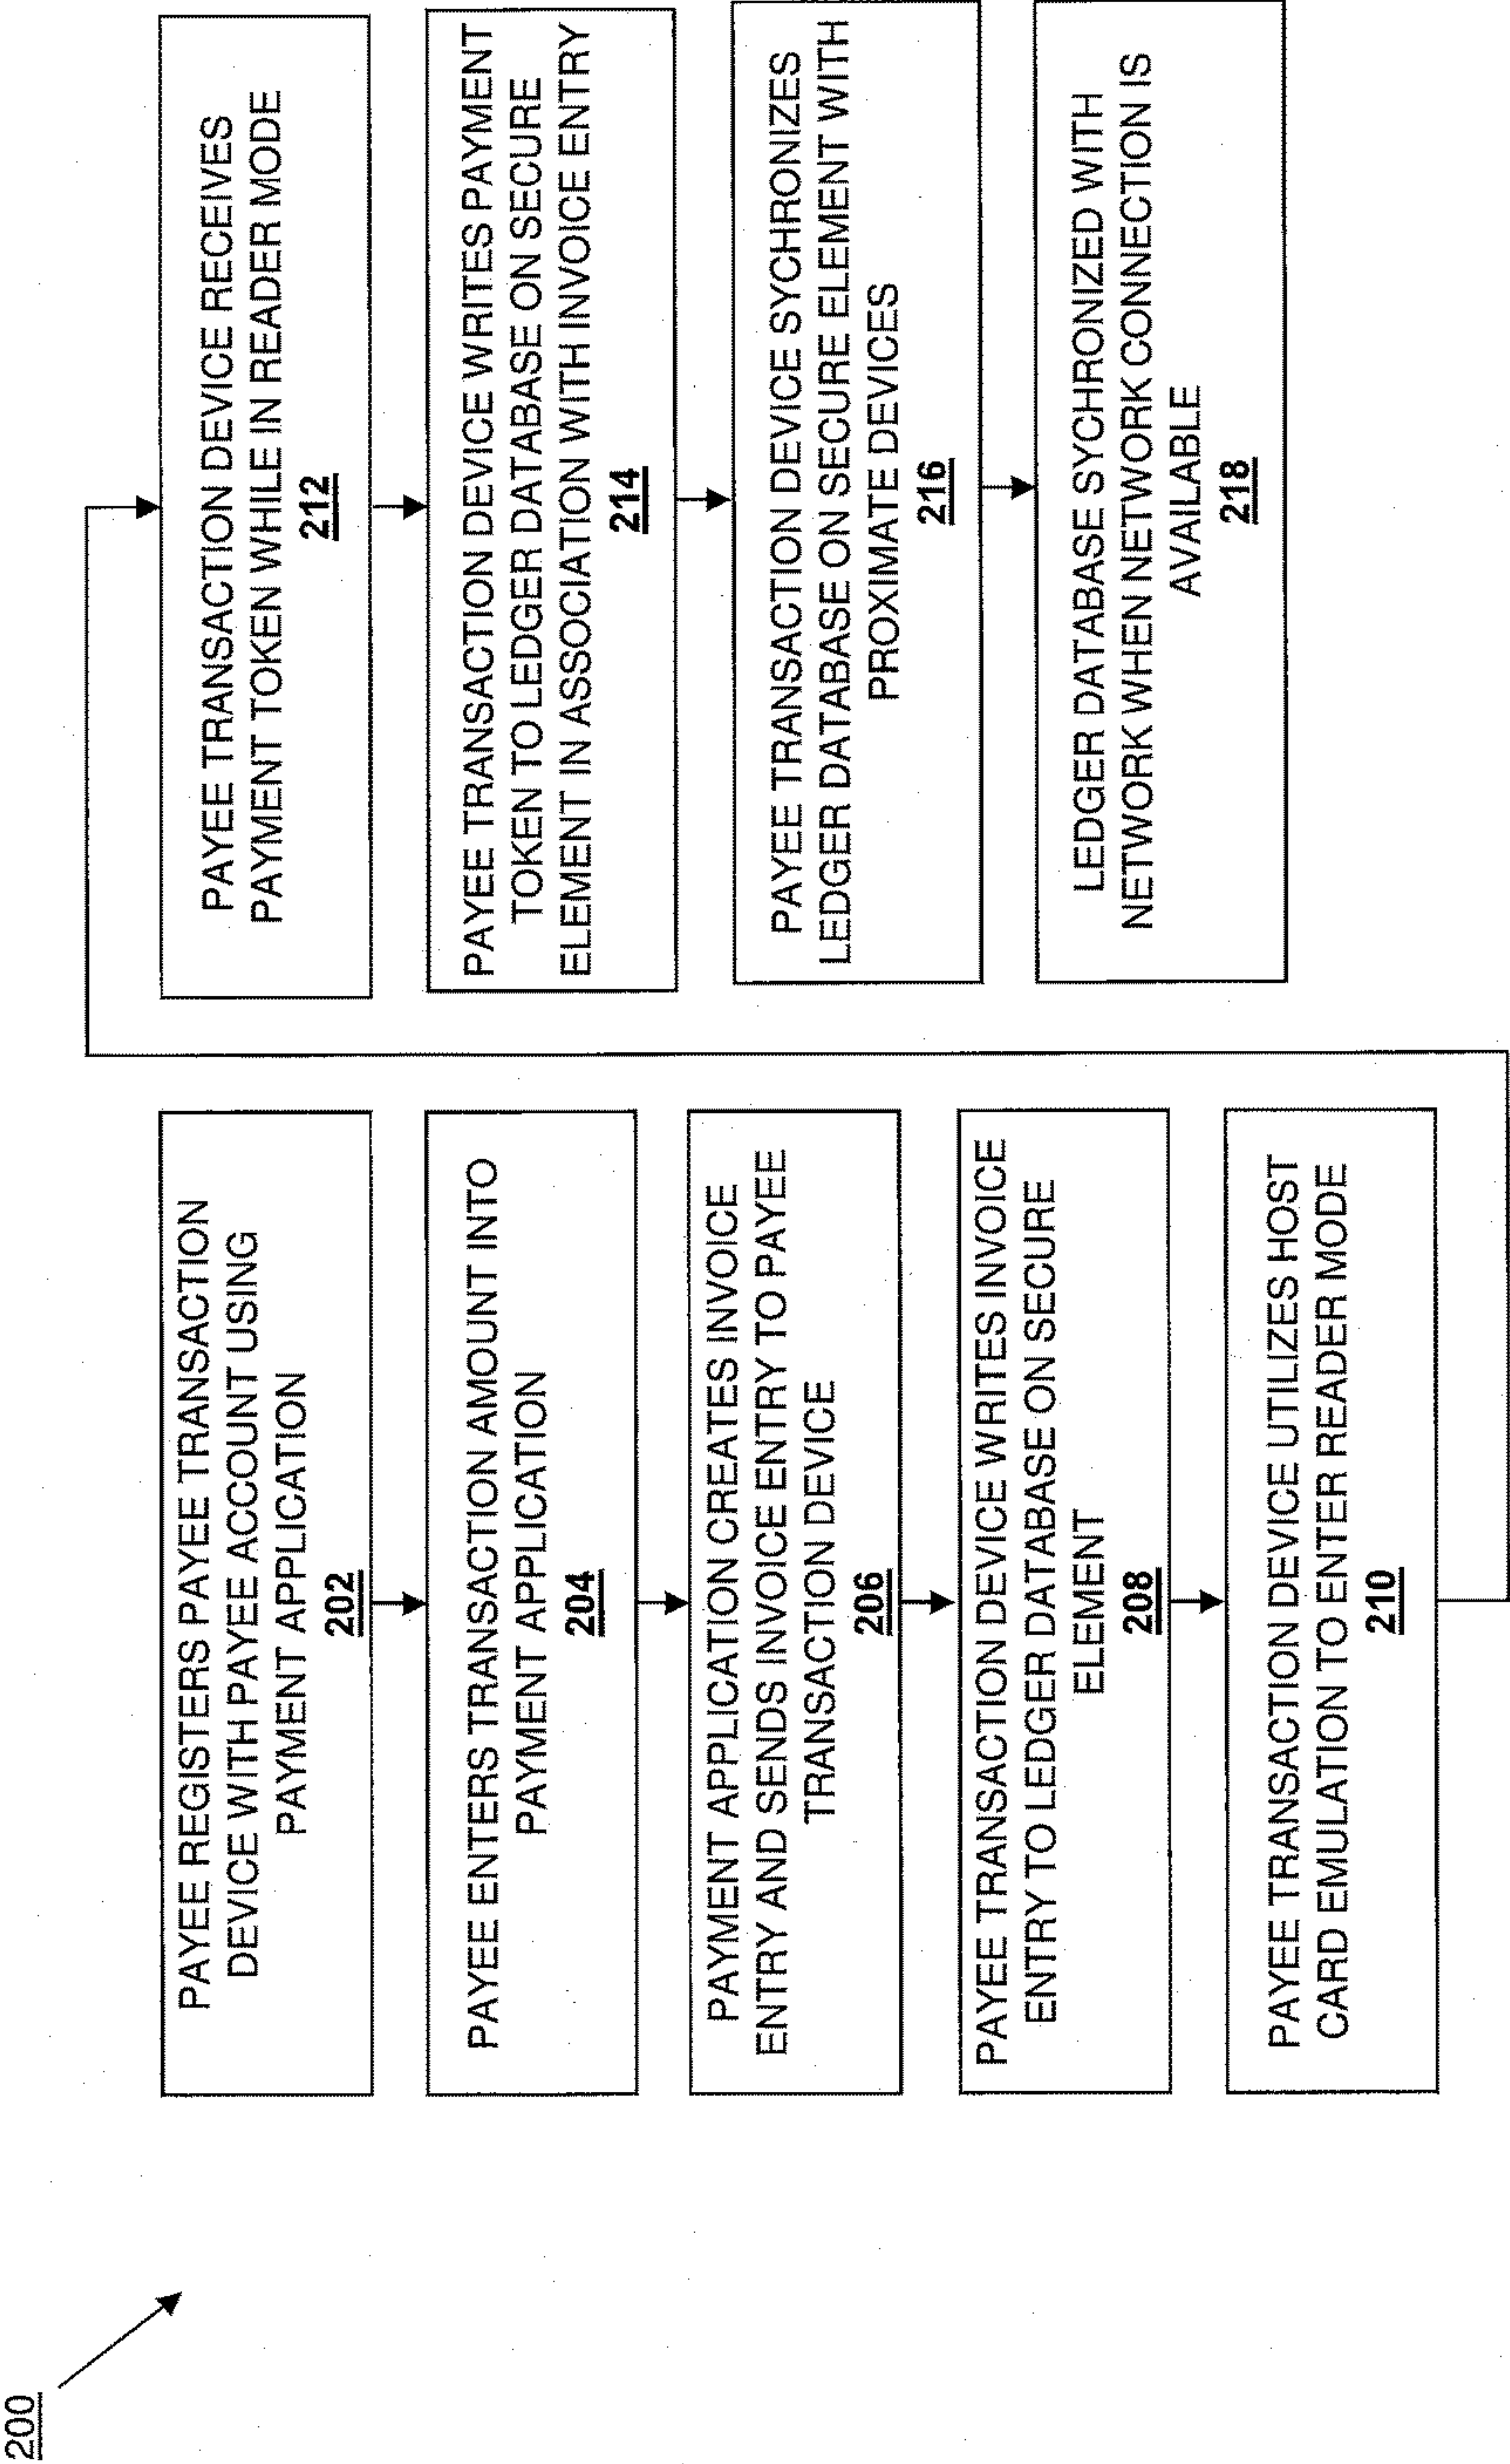 200
PAYEE REGISTERS PAYEE TRANSACTION
DEVICE WITH PAYEE ACCOUNT USING
PAYMENT APPLICATION
202
PAYEE ENTERS TRANSACTION AMOUNT INTO
PAYMENT APPLICATION
204
PAYMENT APPLICATION CREATES INVOICE
ENTRY AND SENDS INVOICE ENTRY TO PAYEE
TRANSACTION DEVICE
206
PAYEE TRANSACTION DEVICE WRITES INVOICE
ENTRY TO LEDGER DATABASE ON SECURE
ELEMENT
208
PAYEE TRANSACTION DEVICE UTILIZES HOST
CARD EMULATION TO ENTER READER MODE
210
PAYEE TRANSACTION DEVICE RECEIVES
PAYMENT TOKEN WHILE IN READER MODE
212
PAYEE TRANSACTION DEVICE WRITES PAYMENT
TOKEN TO LEDGER DATABASE ON SECURE
ELEMENT IN ASSOCIATION WITH INVOICE ENTRY
214
PAYEE TRANSACTION DEVICE SYCHRONIZES
LEDGER DATABASE ON SECURE ELEMENT WITH
PROXIMATE DEVICES
216
LEDGER DATABASE SYCHRONIZED WITH
NETWORK WHEN NETWORK CONNECTION IS
AVAILABLE
218